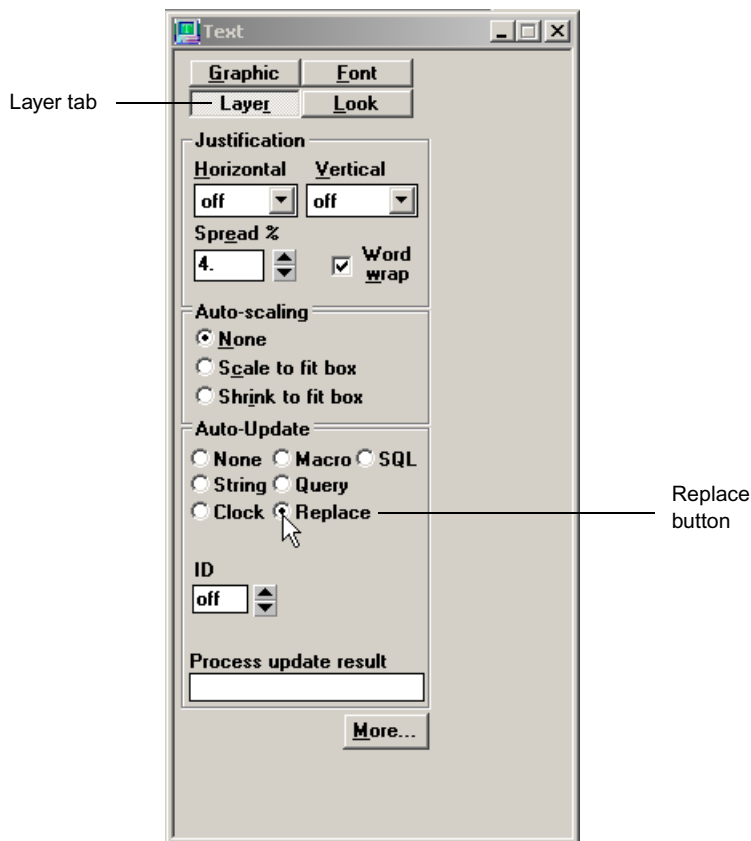 Text
Graphic Font
Layer tab
Layer Look
Justification
Horizontal Vertical
off off
Spread %
4. Word
wrap
Auto-scaling
None
Scale to fit box
Shrink to fit box
Auto-Update
None Macro SQL
String Query
Clock Replace
Replace
button
ID
off
Process update result
More...